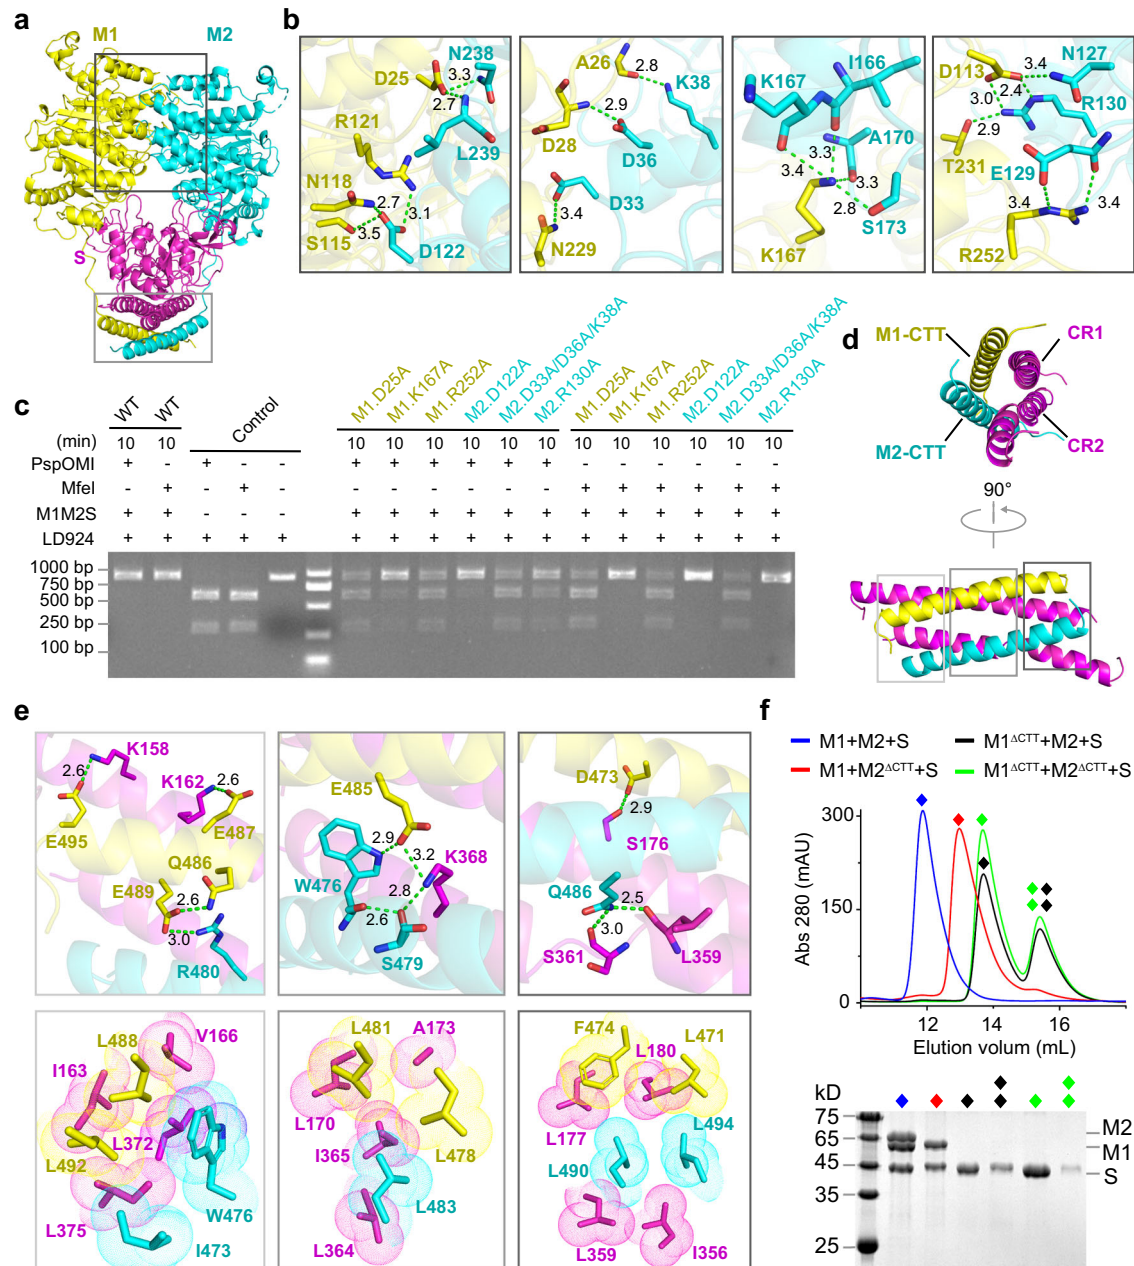 a
M1
M2
S
b
D25
3.3
N238
2.7
R121
L239
N118
2.7
3.1
S115
3.5
D122
A26
2.8
K38
2.9
D28
D36
D33
3.4
N229
I166
K167
A170
3.3
3.4
3.3
2.8
S173
K167
D113
3.4
N127
2.4
3.0
R130
2.9
T231
E129
3.4
3.4
R252
c
WT
WT
Control
M1.D25A
M1.K167A
M1.R252A
M2.D122A
M2.D33A/D36A/K38A
M2.R130A
M1.D25A
M1.K167A
M1.R252A
M2.D122A
M2.D33A/D36A/K38A
M2.R130A
(min) 10 10 10 10 10 10 10 10 10 10 10 10 10 10
PspOMI + - + - - + + + + + + - - - - - -
MfeI - + - + - - - - - - - + + + + + +
M1M2S + + - - - + + + + + + + + + + + +
LD924 + + + + + + + + + + + + + + + + +
1000 bp
750 bp
500 bp
250 bp
100 bp
d
M1-CTT
CR1
M2-CTT
CR2
90°
e
K158
2.6
K162
2.6
E495
E487
Q486
E489
2.6
3.0
R480
E485
2.9
3.2
K368
W476
2.8
2.6
S479
D473
2.9
S176
Q486
2.5
3.0
S361
L359
V166
L488
I163
L372
L492
L375
W476
I473
L481
A173
L170
I365
L478
L483
L364
F474
L180
L471
L177
L494
L490
L359
I356
f
M1+M2+S
M1ΔCTT+M2+S
M1+M2ΔCTT+S
M1ΔCTT+M2ΔCTT+S
Abs 280 (mAU)
300
150
0
12 14 16
Elution volum (mL)
kD
75
65
45
35
25
M2
M1
S